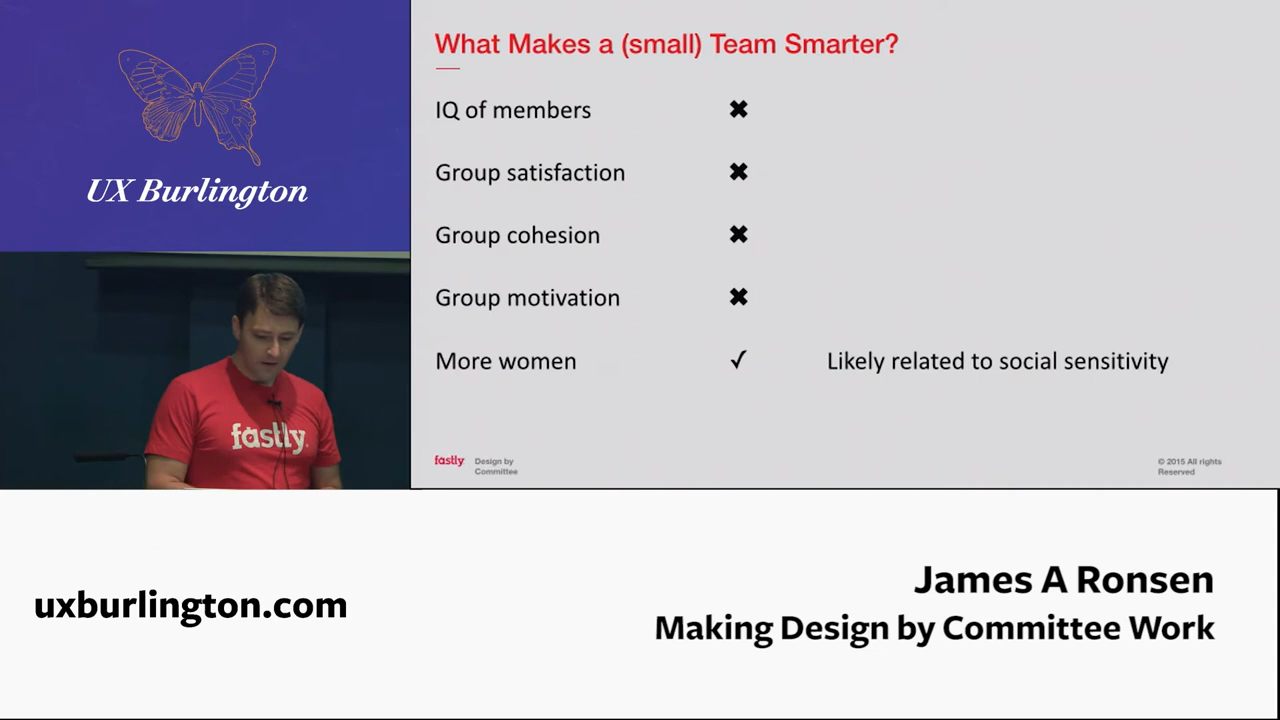 UX Burlington
What Makes a (small) Team Smarter?
IQ of members ✖
Group satisfaction ✖
Group cohesion ✖
Group motivation ✖
More women ✓ Likely related to social sensitivity
fastly
Design by
Committee
© 2015 All rights
Reserved
fastly.
uxburlington.com
James A Ronsen
Making Design by Committee Work